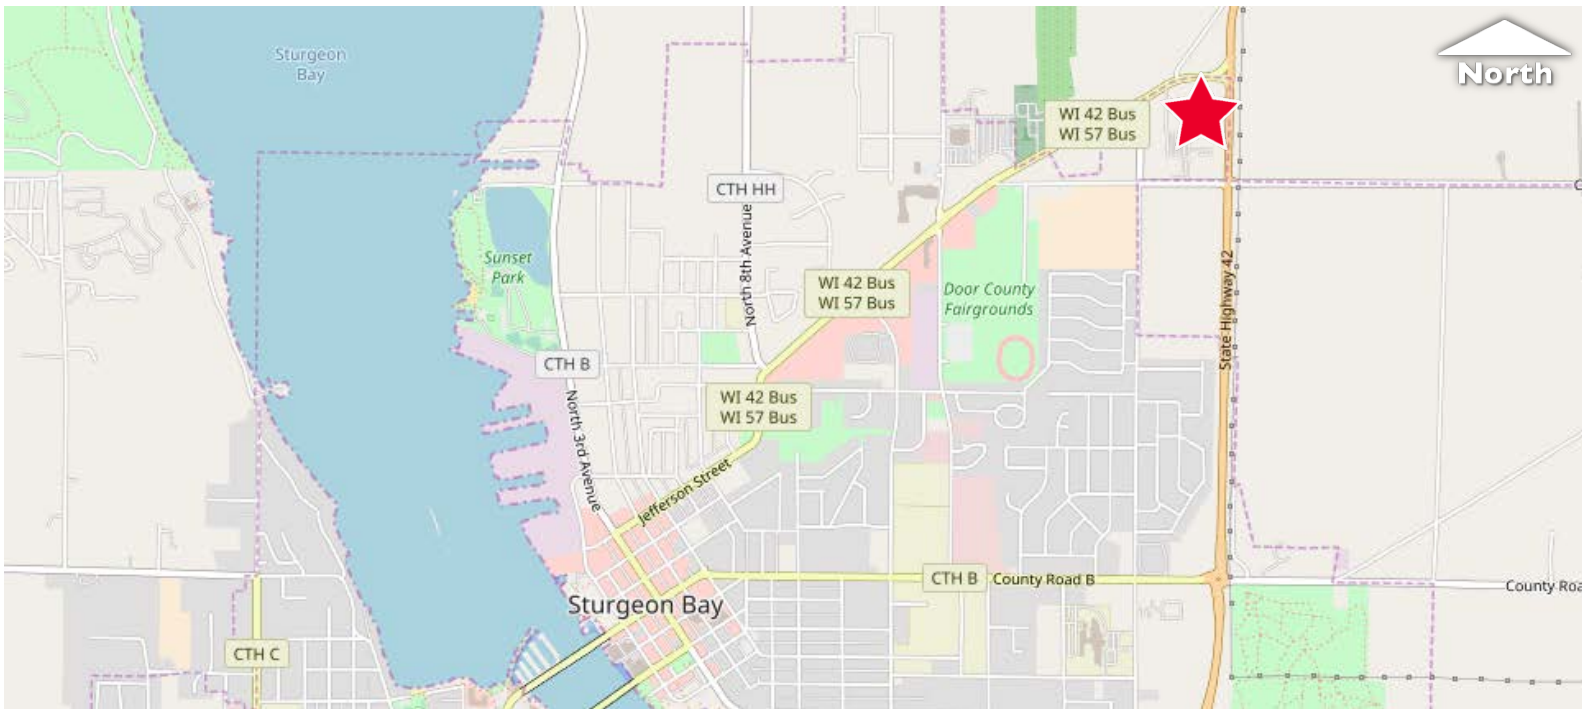 Sturgeon
Bay
North
WI 42 Bus
WI 57 Bus
CTH HH
North 8th Avenue
Sunset
Park
WI 42 Bus
WI 57 Bus
Door County
Fairgrounds
State Highway 42
CTH B
North 3rd Avenue
WI 42 Bus
WI 57 Bus
Jefferson Street
CTH B
County Road B
County Roa
Sturgeon Bay
CTH C